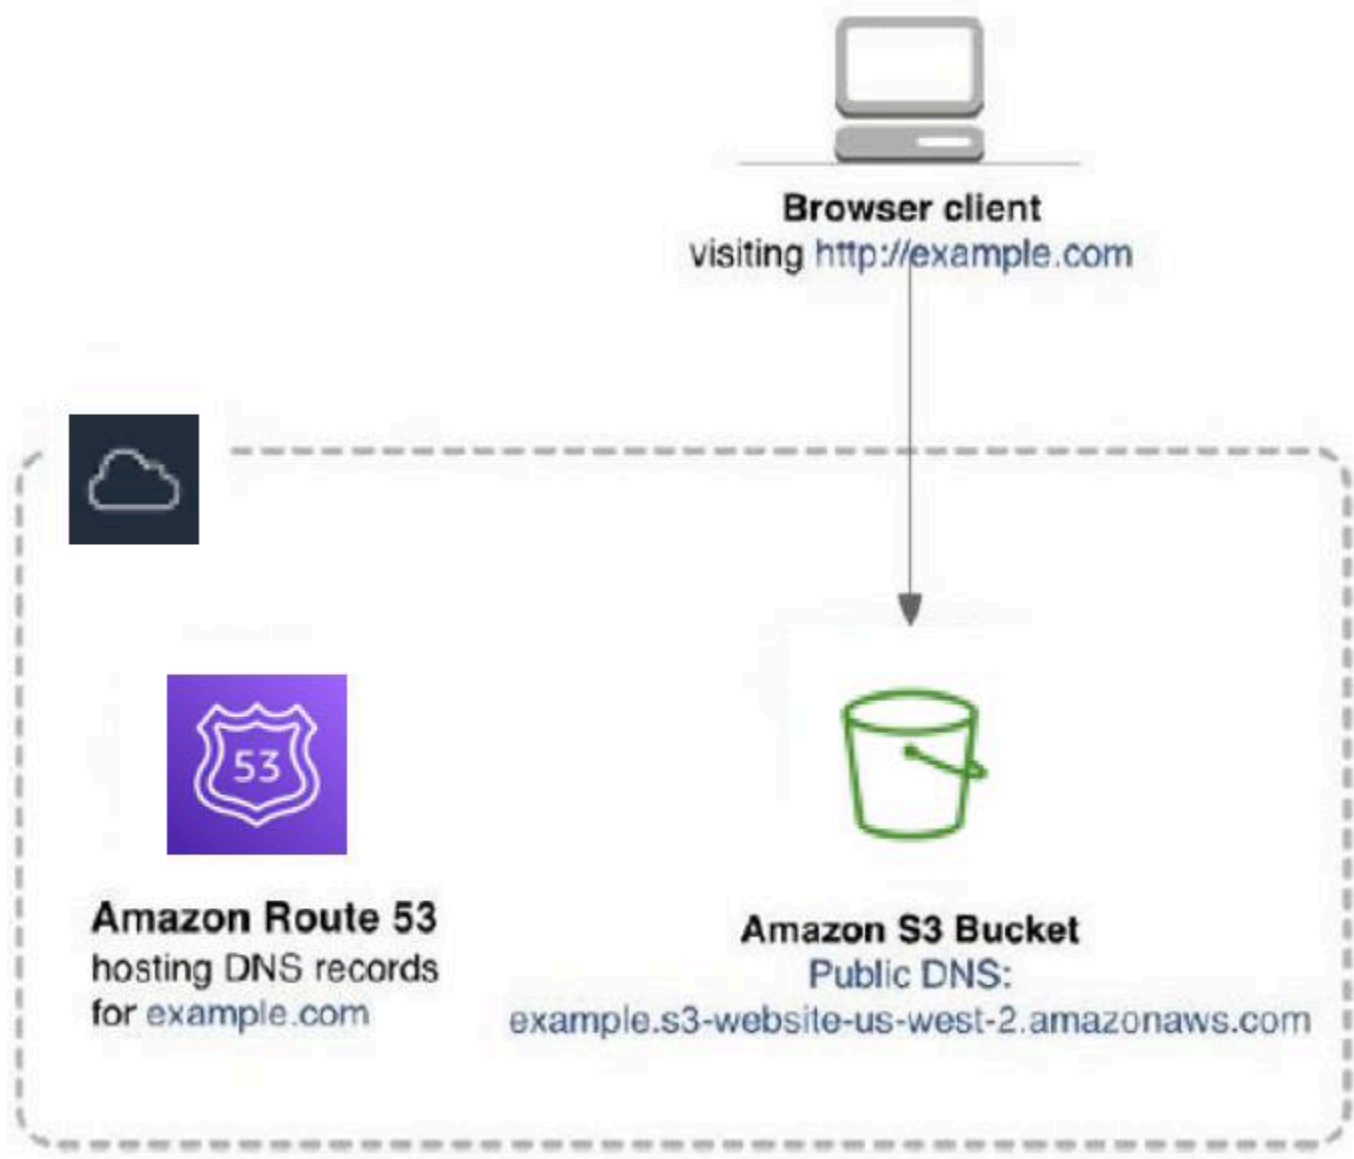 Browser client
visiting http://example.com
53
Amazon Route 53
hosting DNS records
for example.com
Amazon S3 Bucket
Public DNS:
example.s3-website-us-west-2.amazonaws.com